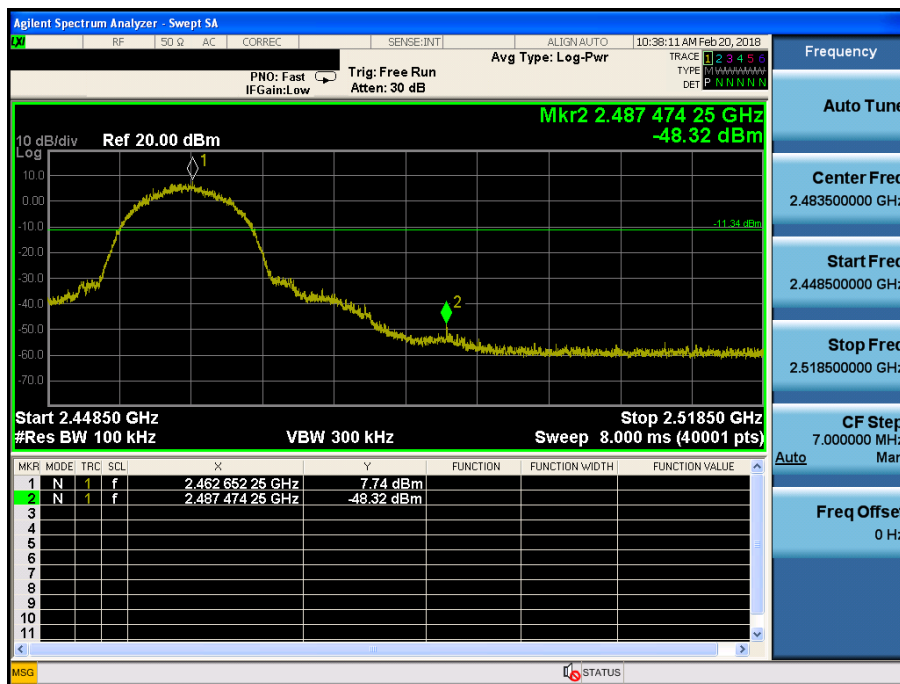 Agilent Spectrum Analyzer - Swept SA
LXI RF 50 Ω AC CORREC SENSE:INT ALIGN AUTO 10:38:11 AM Feb 20, 2018
Avg Type: Log-Pwr
TRACE 1 2 3 4 5 6
TYPE M W W W W W
DET P N N N N N
PNO: Fast
IFGain:Low
Trig: Free Run
Atten: 30 dB
Mkr2 2.487 474 25 GHz
-48.32 dBm
10 dB/div
Log
Ref 20.00 dBm
1
10.0
0.00
-10.0
-11.34 dBm
-20.0
-30.0
-40.0
2
-50.0
-60.0
-70.0
Start 2.44850 GHz
Stop 2.51850 GHz
#Res BW 100 kHz
VBW 300 kHz
Sweep 8.000 ms (40001 pts)
MKR MODE TRC SCL X Y FUNCTION FUNCTION WIDTH FUNCTION VALUE
1 N 1 f 2.462 652 25 GHz 7.74 dBm
2 N 1 f 2.487 474 25 GHz -48.32 dBm
3
4
5
6
7
8
9
10
11
MSG
STATUS
Frequency
Auto Tune
Center Freq
2.483500000 GHz
Start Freq
2.448500000 GHz
Stop Freq
2.518500000 GHz
CF Step
7.000000 MHz
Auto Man
Freq Offset
0 Hz